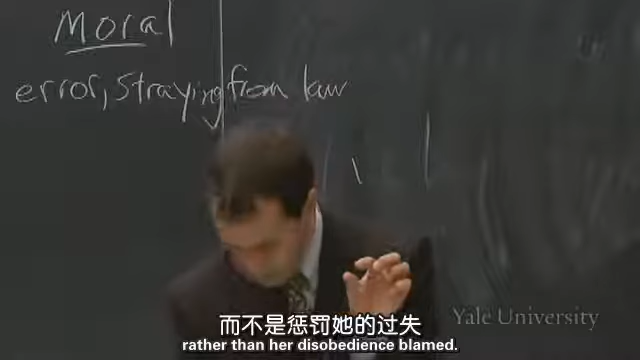 Moral
error, straying from law
Yale University
而不是惩罚她的过失
rather than her disobedience blamed.